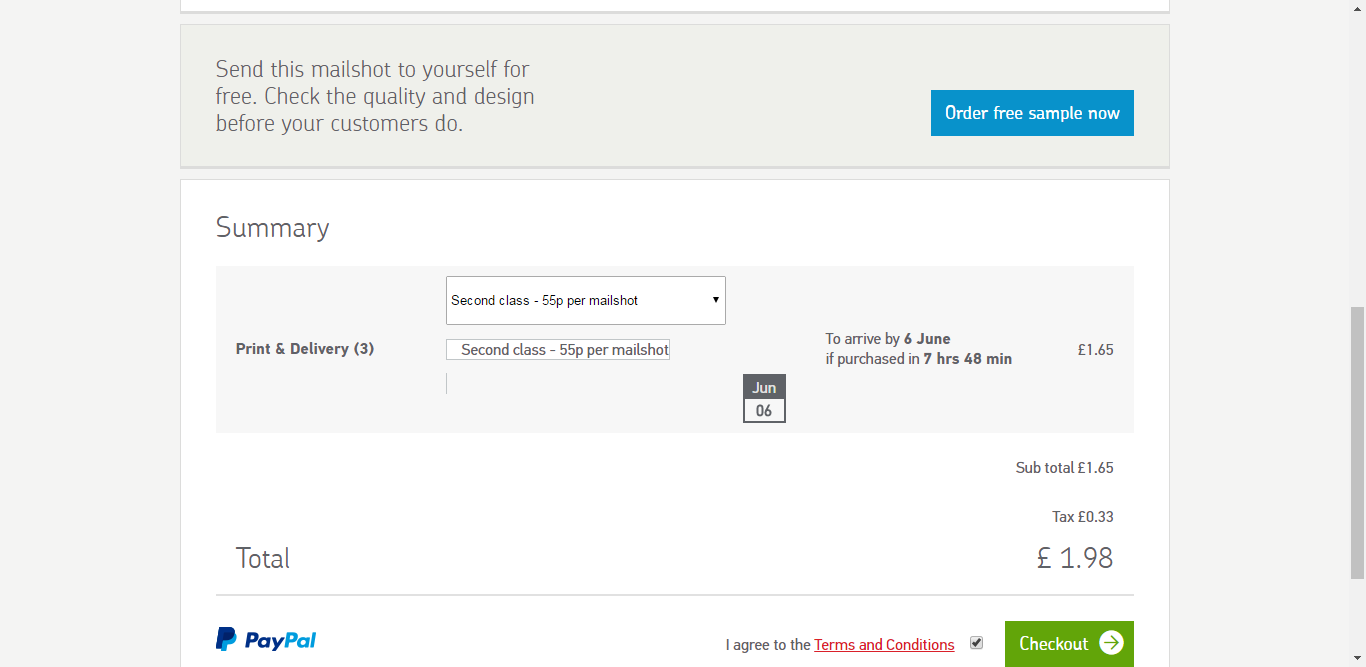 Send this mailshot to yourself for
free. Check the quality and design
before your customers do.
Order free sample now
Summary
Second class - 55p per mailshot
Print & Delivery (3)
Second class - 55p per mailshot
To arrive by 6 June
if purchased in 7 hrs 48 min
£1.65
Jun
06
Sub total £1.65
Tax £0.33
Total
£ 1.98
PayPal
I agree to the Terms and Conditions
Checkout